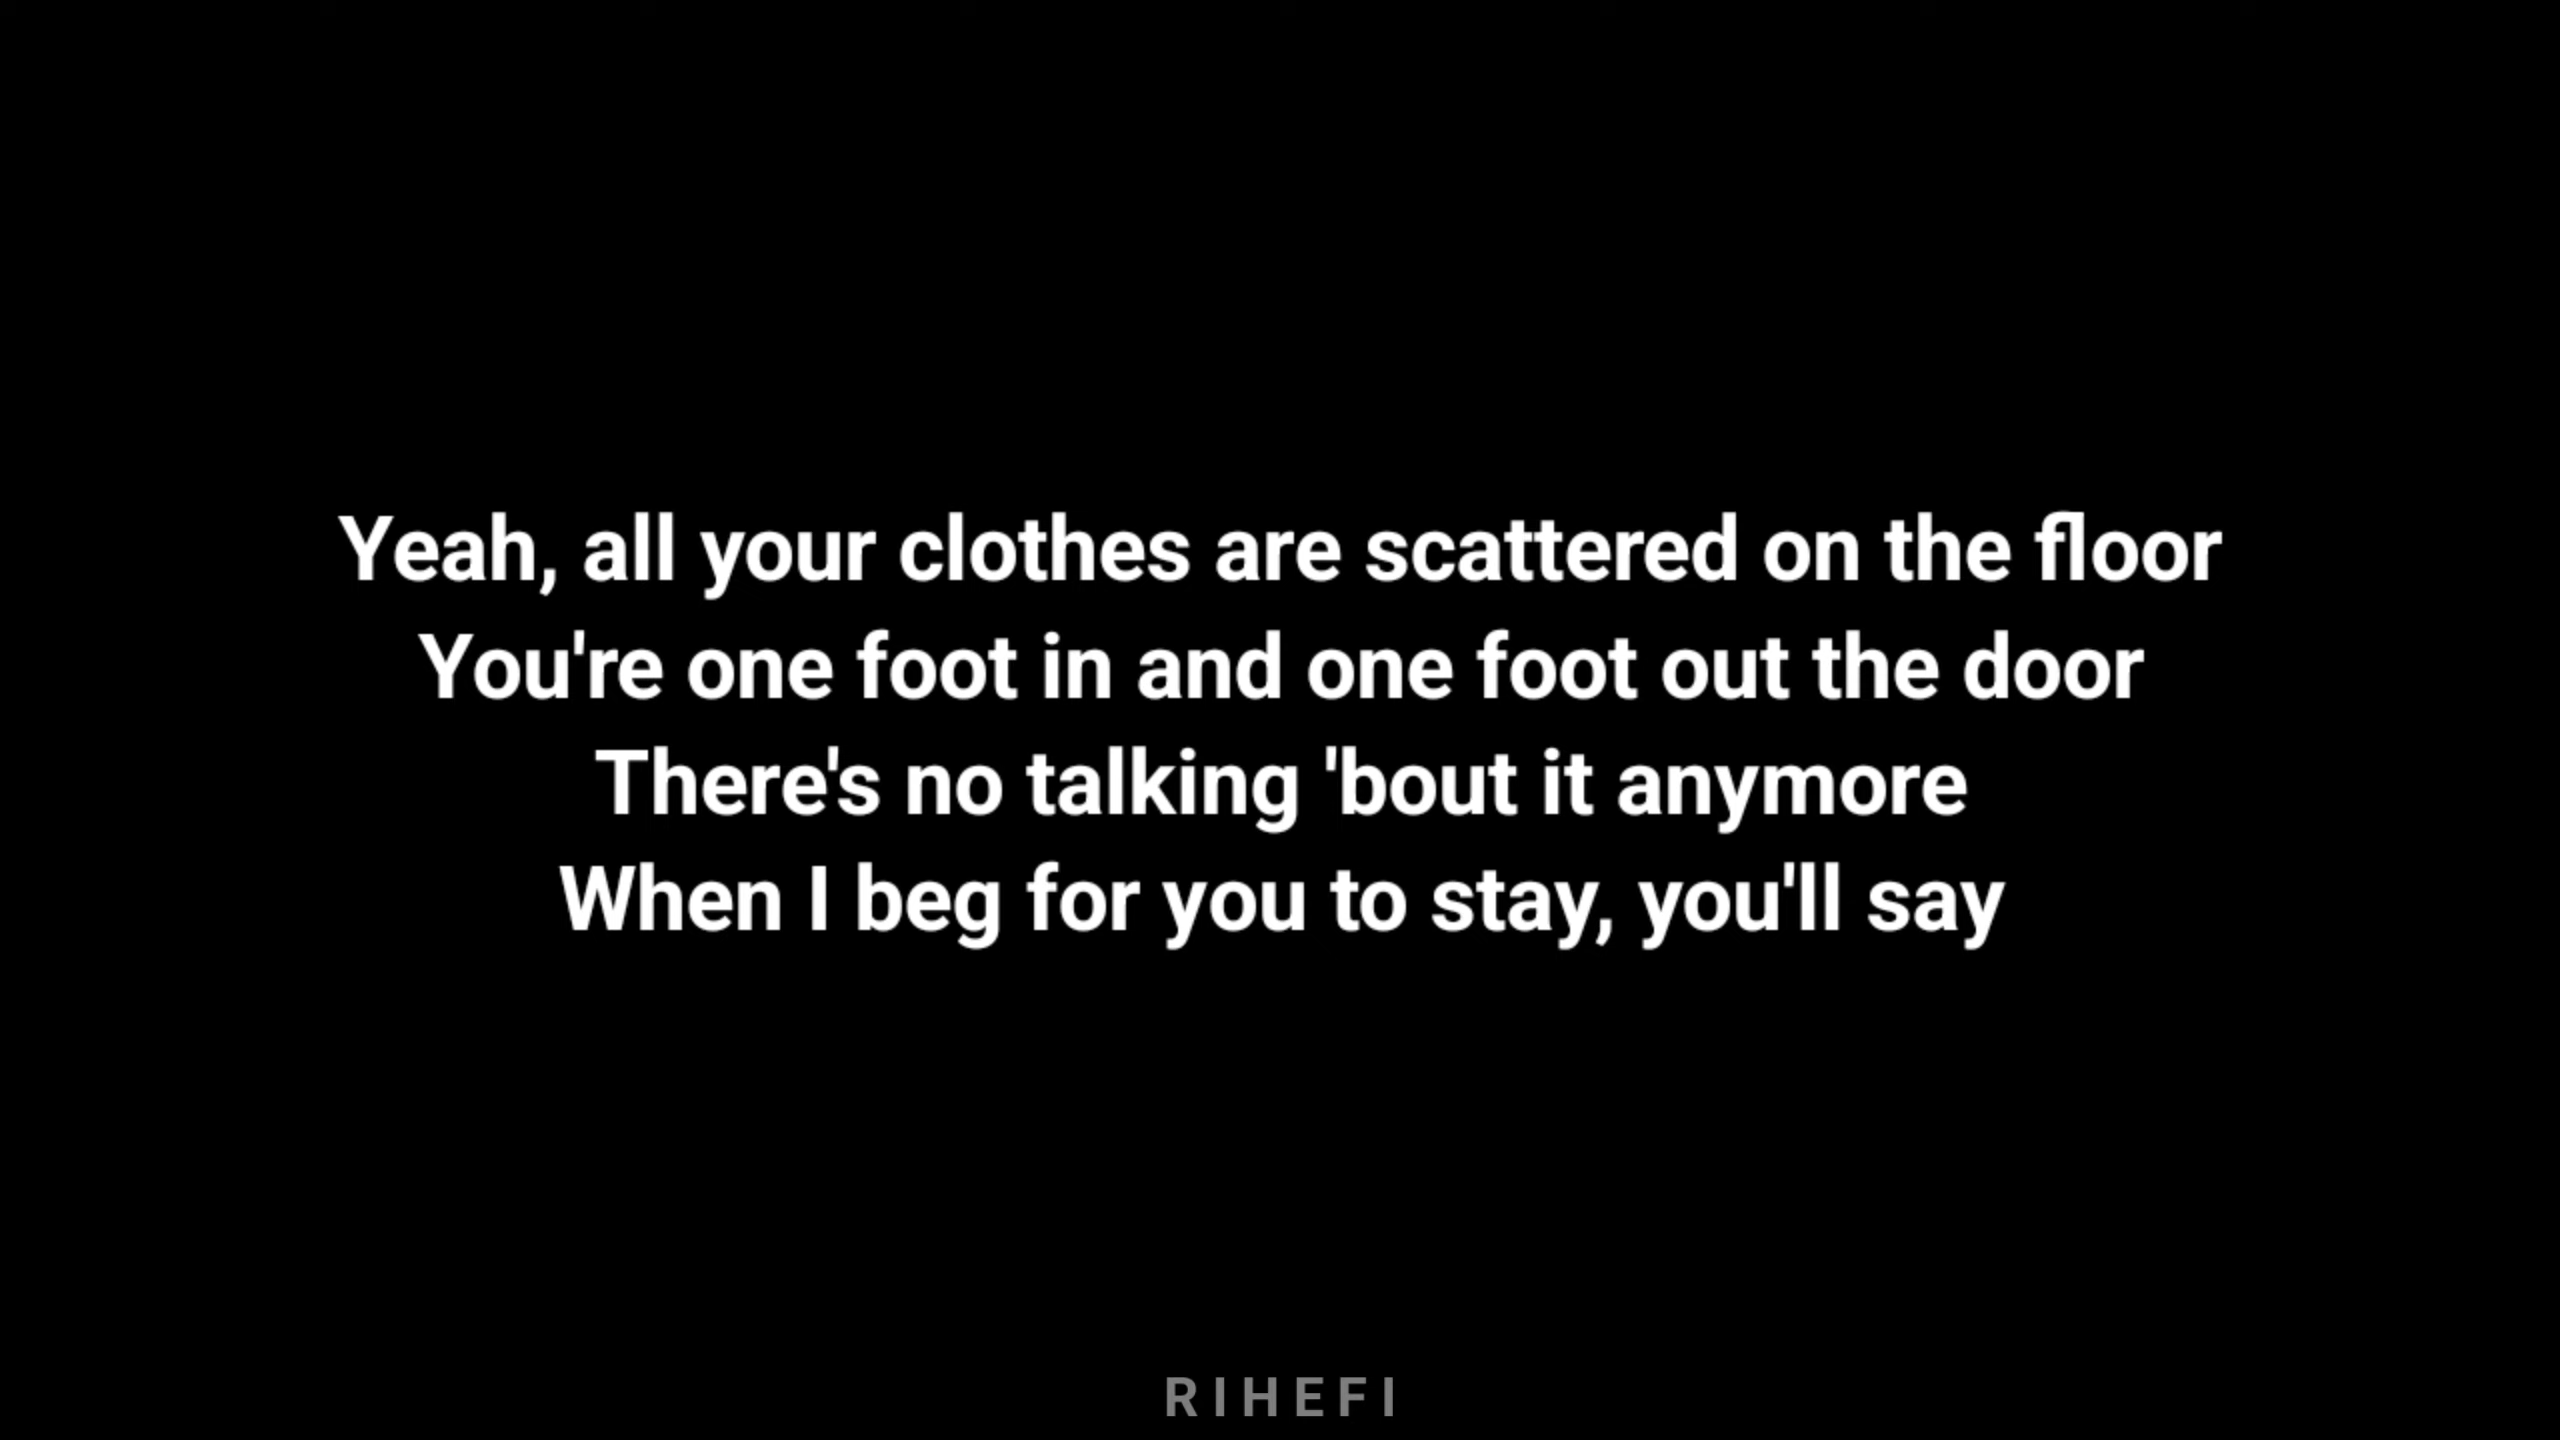 Yeah, all your clothes are scattered on the floor
You're one foot in and one foot out the door
There's no talking 'bout it anymore
When I beg for you to stay, you'll say
RIHEFI